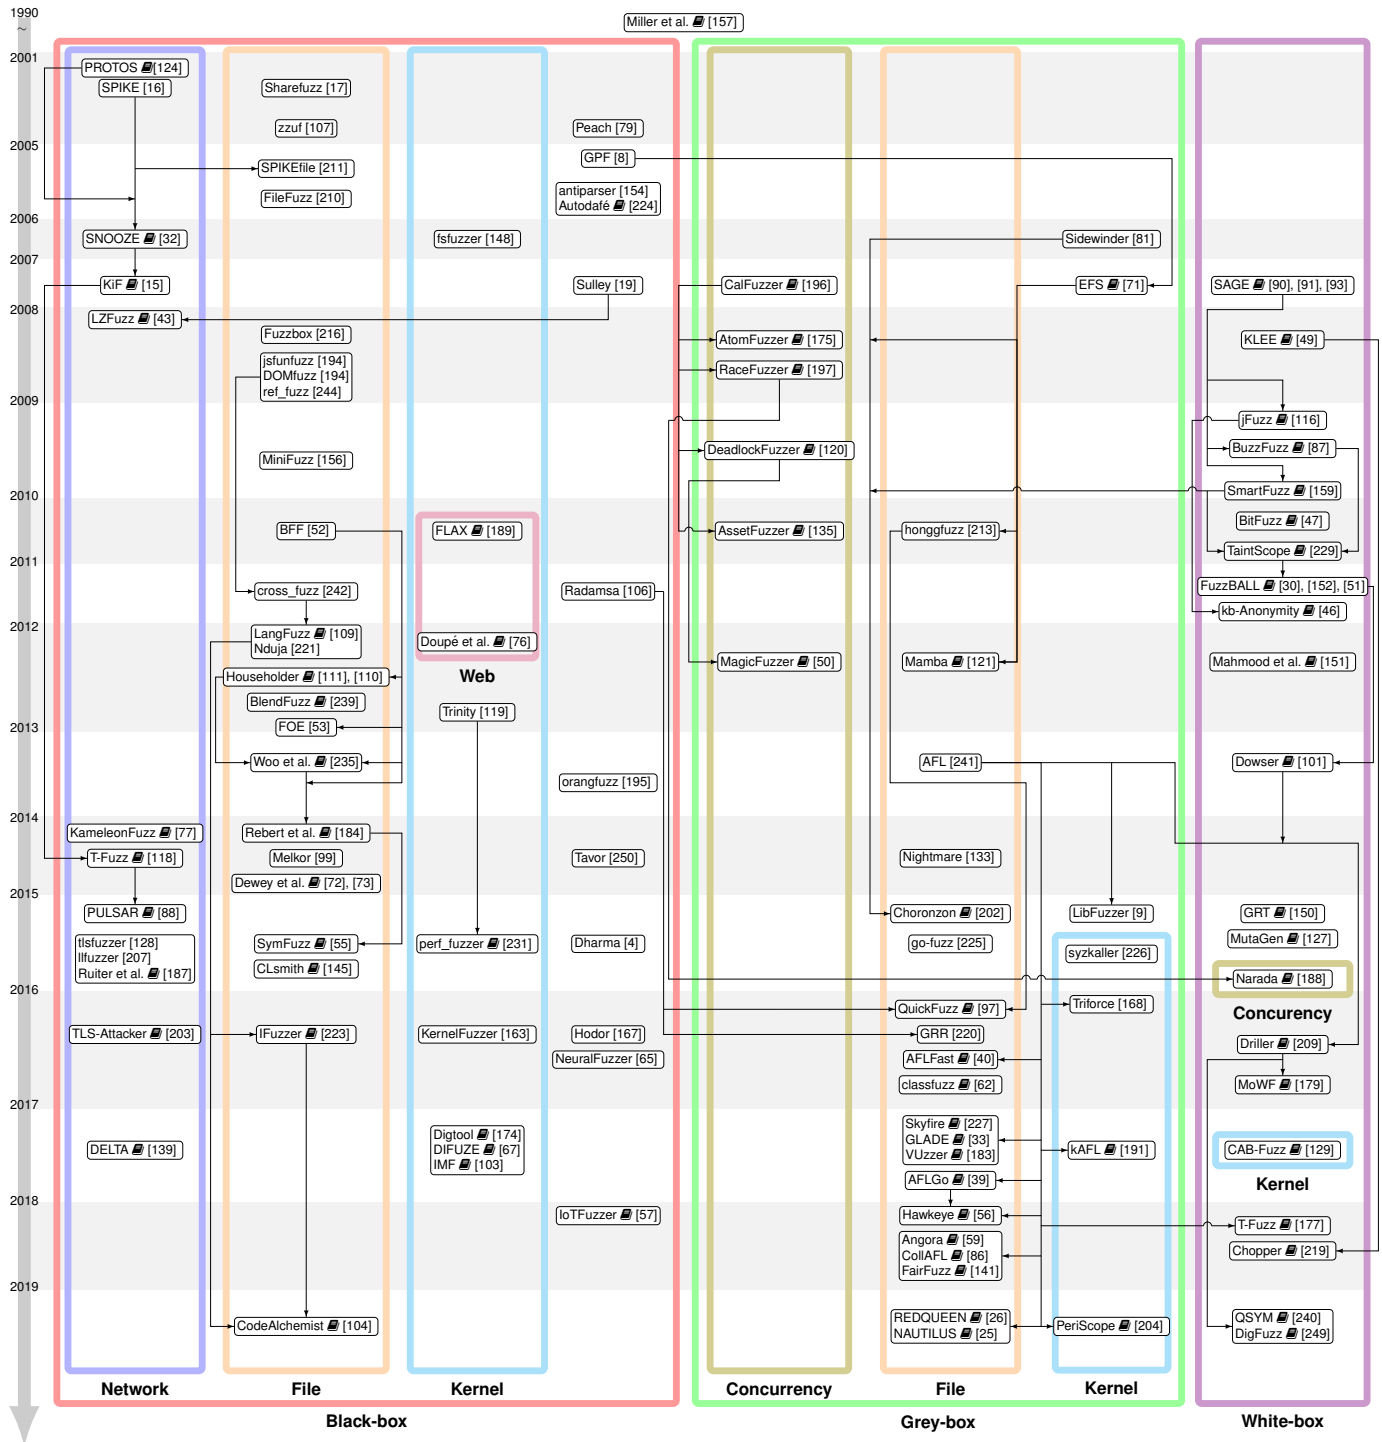 1990
~
Miller et al. [157]
2001
PROTOS [124]
SPIKE [16]
Sharefuzz [17]
zzuf [107]
Peach [79]
2005
GPF [8]
SPIKEfile [211]
FileFuzz [210]
antiparser [154]
Autodafé [224]
2006
SNOOZE [32]
fsfuzzer [148]
Sidewinder [81]
2007
KiF [15]
Sulley [19]
CalFuzzer [196]
EFS [71]
SAGE [90], [91], [93]
2008
LZFuzz [43]
Fuzzbox [216]
AtomFuzzer [175]
KLEE [49]
jsfunfuzz [194]
DOMfuzz [194]
ref_fuzz [244]
RaceFuzzer [197]
2009
jFuzz [116]
MiniFuzz [156]
DeadlockFuzzer [120]
BuzzFuzz [87]
2010
SmartFuzz [159]
BitFuzz [47]
BFF [52]
FLAX [189]
AssetFuzzer [135]
honggfuzz [213]
TaintScope [229]
2011
cross_fuzz [242]
Radamsa [106]
FuzzBALL [30], [152], [51]
kb-Anonymity [46]
2012
LangFuzz [109]
Nduja [221]
Doupé et al. [76]
MagicFuzzer [50]
Mamba [121]
Mahmood et al. [151]
Web
Householder [111], [110]
BlendFuzz [239]
Trinity [119]
2013
FOE [53]
Woo et al. [235]
orangfuzz [195]
AFL [241]
Dowser [101]
2014
KameleonFuzz [77]
Rebert et al. [184]
T-Fuzz [118]
Melkor [99]
Tavor [250]
Nightmare [133]
Dewey et al. [72], [73]
2015
PULSAR [88]
Choronzon [202]
LibFuzzer [9]
GRT [150]
tlsfuzzer [128]
llfuzzer [207]
Ruiter et al. [187]
SymFuzz [55]
perf_fuzzer [231]
Dharma [4]
go-fuzz [225]
syzkaller [226]
MutaGen [127]
CLsmith [145]
Narada [188]
2016
Concurency
QuickFuzz [97]
Triforce [168]
TLS-Attacker [203]
IFuzzer [223]
KernelFuzzer [163]
Hodor [167]
GRR [220]
Driller [209]
NeuralFuzzer [65]
AFLFast [40]
classfuzz [62]
MoWF [179]
2017
DELTA [139]
Digtool [174]
DIFUZE [67]
IMF [103]
Skyfire [227]
GLADE [33]
VUzzer [183]
kAFL [191]
CAB-Fuzz [129]
Kernel
AFLGo [39]
2018
IoTFuzzer [57]
Hawkeye [56]
T-Fuzz [177]
Angora [59]
CollAFL [86]
FairFuzz [141]
Chopper [219]
2019
CodeAlchemist [104]
REDQUEEN [26]
NAUTILUS [25]
PeriScope [204]
QSYM [240]
DigFuzz [249]
Network
File
Kernel
Concurrency
File
Kernel
Black-box
Grey-box
White-box